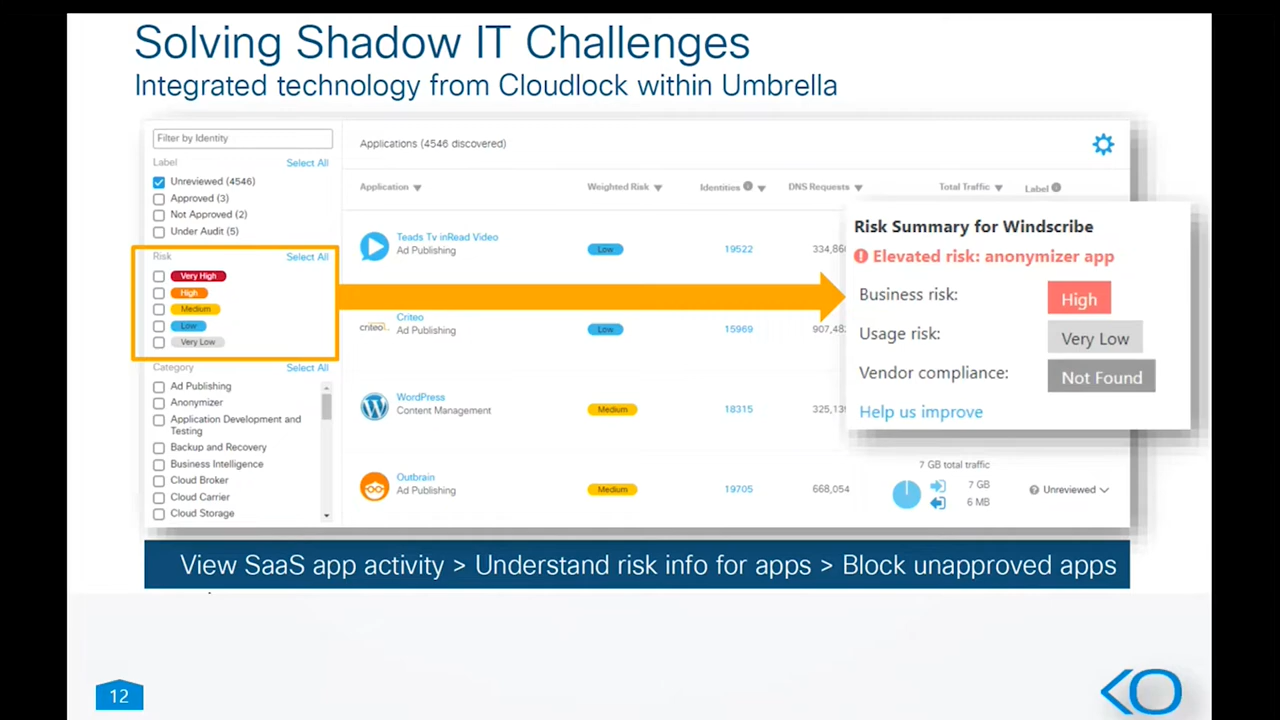 Solving Shadow IT Challenges
Integrated technology from Cloudlock within Umbrella
Filter by Identity
Label Select All
Unreviewed (4546)
Approved (3)
Not Approved (2)
Under Audit (5)
Risk Select All
Very High
High
Medium
Low
Very Low
Category Select All
Ad Publishing
Anonymizer
Application Development and
Testing
Backup and Recovery
Business Intelligence
Cloud Broker
Cloud Carrier
Cloud Storage
Applications (4546 discovered)
Application Weighted Risk Identities DNS Requests Total Traffic Label
Teads Tv inRead Video
Ad Publishing
Low 19522
Criteo
criteo.
Ad Publishing
Low 15969
WordPress
Content Management
Medium 18315
Outbrain
Ad Publishing
Medium 19705 668,054
7 GB total traffic
7 GB
6 MB
Unreviewed
Risk Summary for Windscribe
Elevated risk: anonymizer app
Business risk: High
Usage risk: Very Low
Vendor compliance: Not Found
Help us improve
View SaaS app activity > Understand risk info for apps > Block unapproved apps
12